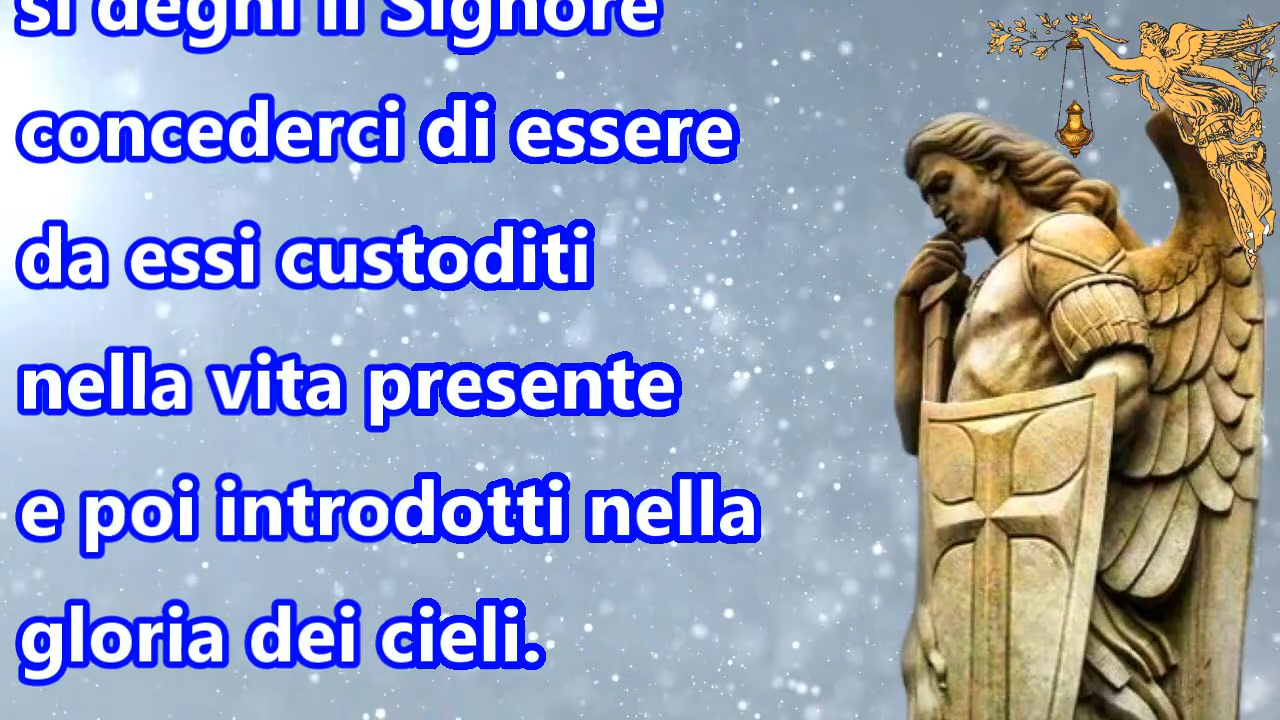 si degni il Signore
concederci di essere
da essi custoditi
nella vita presente
e poi introdotti nella
gloria dei cieli.